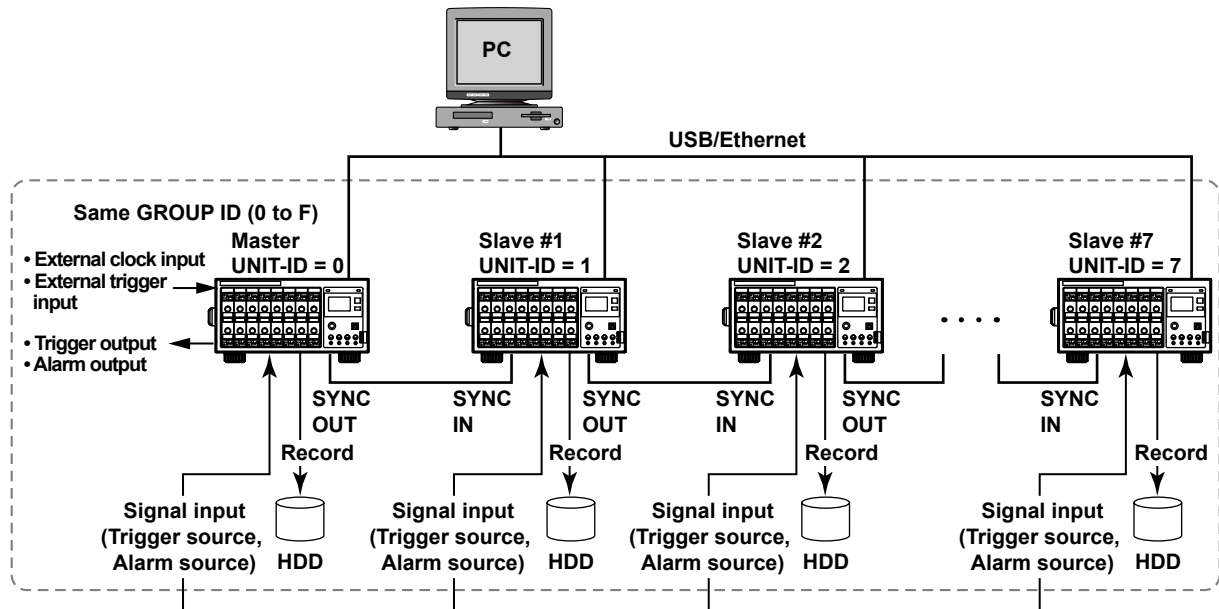 PC
USB/Ethernet
Same GROUP ID (0 to F)
• External clock input
• External trigger
input
• Trigger output
• Alarm output
Master
UNIT-ID = 0
Slave #1
UNIT-ID = 1
Slave #2
UNIT-ID = 2
Slave #7
UNIT-ID = 7
SYNC
OUT
SYNC
IN
SYNC
OUT
SYNC
IN
SYNC
OUT
SYNC
IN
Record
Record
Record
Record
Signal input
(Trigger source,
Alarm source)
HDD
Signal input
(Trigger source,
Alarm source)
HDD
Signal input
(Trigger source,
Alarm source)
HDD
Signal input
(Trigger source,
Alarm source)
HDD